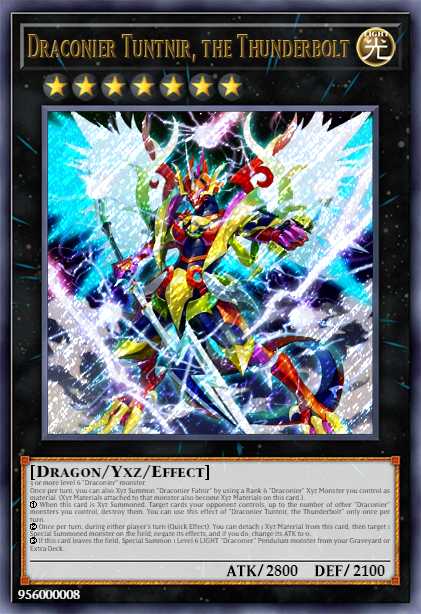 Draconier Tuntnir, the Thunderbolt
LIGHT
光
[Dragon/Yxz/Effect]
for more level 6 "Draconier" monster
Once per turn, you can also Xyz Summon "Draconier Fafnir" by using a Rank 6 "Draconier" Xyz Monster you control as
material. (Xyz Materials attached to that monster also become Xyz Materials on this card.).
① When this card is Xyz Summoned: Target cards your opponent controls, up to the number of other "Draconier"
monsters you control, destroy them. You can use this effect of "Draconier Tuntnir, the Thunderbolt" only once per
turn.
② Once per turn, during either player's turn (Quick Effect): You can detach 1 Xyz Material from this card, then target 1
Special Summoned monster on the field, negate its effects, and if you do, change its ATK to 0.
③ If this card leaves the field, Special Summon 1 Level 6 LIGHT "Draconier" Pendulum monster from your Graveyard or
Extra Deck.
ATK/2800 DEF/2100
956000008